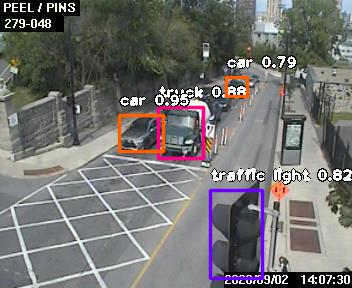 PEEL / PINS
279-048
car 0.79
truck 0.88
car 0.95
traffic light 0.82
2020/09/02 14:07:30